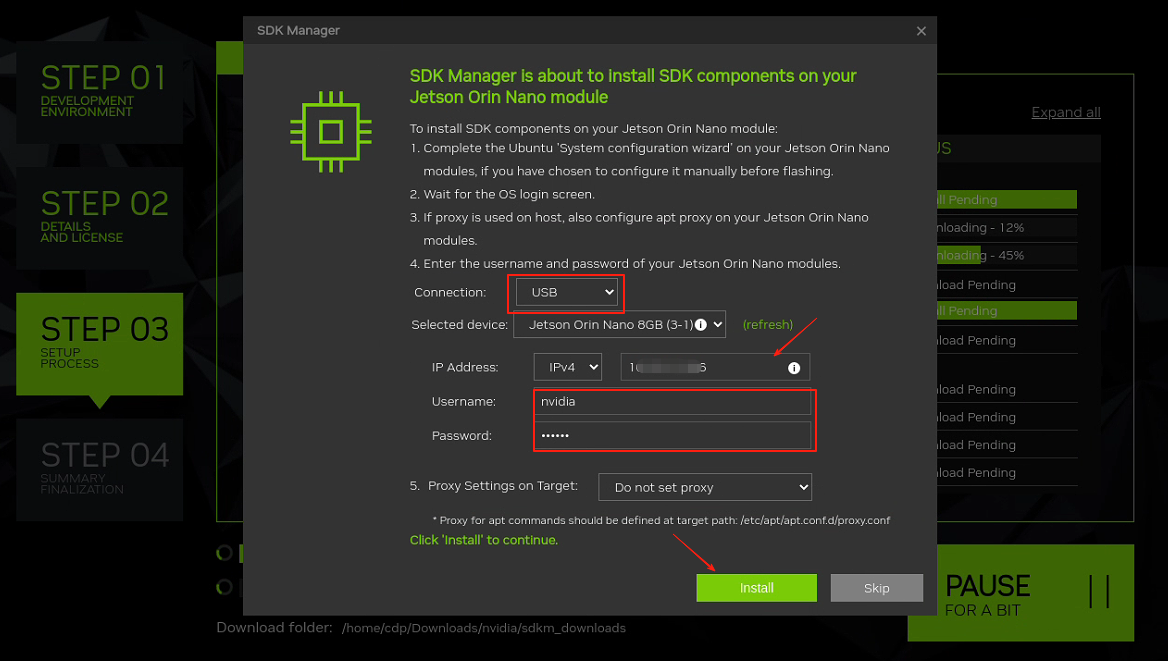 SDK Manager
STEP 01
DEVELOPMENT
ENVIRONMENT
STEP 02
DETAILS
AND LICENSE
STEP 03
SETUP
PROCESS
STEP 04
SUMMARY
FINALIZATION
SDK Manager is about to install SDK components on your
Jetson Orin Nano module
To install SDK components on your Jetson Orin Nano module:
1. Complete the Ubuntu 'System configuration wizard' on your Jetson Orin Nano
modules, if you have chosen to configure it manually before flashing.
2. Wait for the OS login screen.
3. If proxy is used on host, also configure apt proxy on your Jetson Orin Nano
modules.
4. Enter the username and password of your Jetson Orin Nano modules.
Connection: USB
Selected device: Jetson Orin Nano 8GB (3-1) (refresh)
IP Address: IPv4
Username: nvidia
Password: ••••••
5. Proxy Settings on Target: Do not set proxy
* Proxy for apt commands should be defined at target path: /etc/apt/apt.conf.d/proxy.conf
Click 'Install' to continue.
Install Skip
Expand all
US
ll Pending
nloading - 12%
nloading - 45%
load Pending
ll Pending
load Pending
load Pending
load Pending
load Pending
load Pending
PAUSE
FOR A BIT
Download folder: /home/cdp/Downloads/nvidia/sdkm_downloads